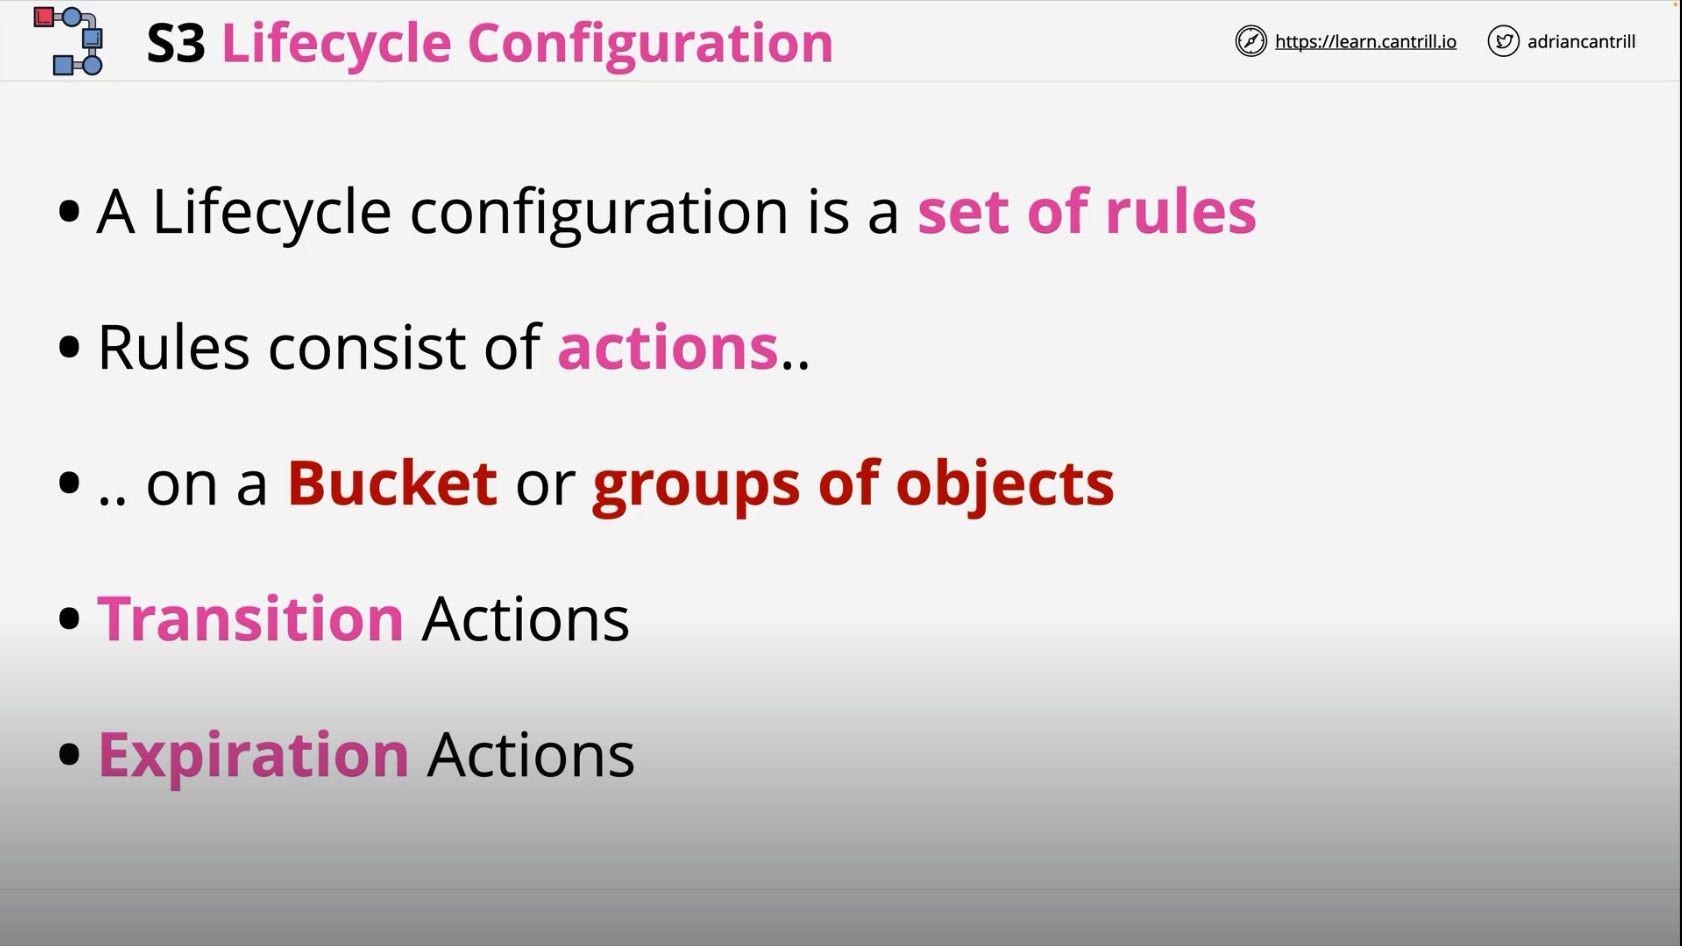 S3 Lifecycle Configuration
https://learn.cantrill.io
adriancantrill
• A Lifecycle configuration is a set of rules
• Rules consist of actions..
• .. on a Bucket or groups of objects
• Transition Actions
• Expiration Actions